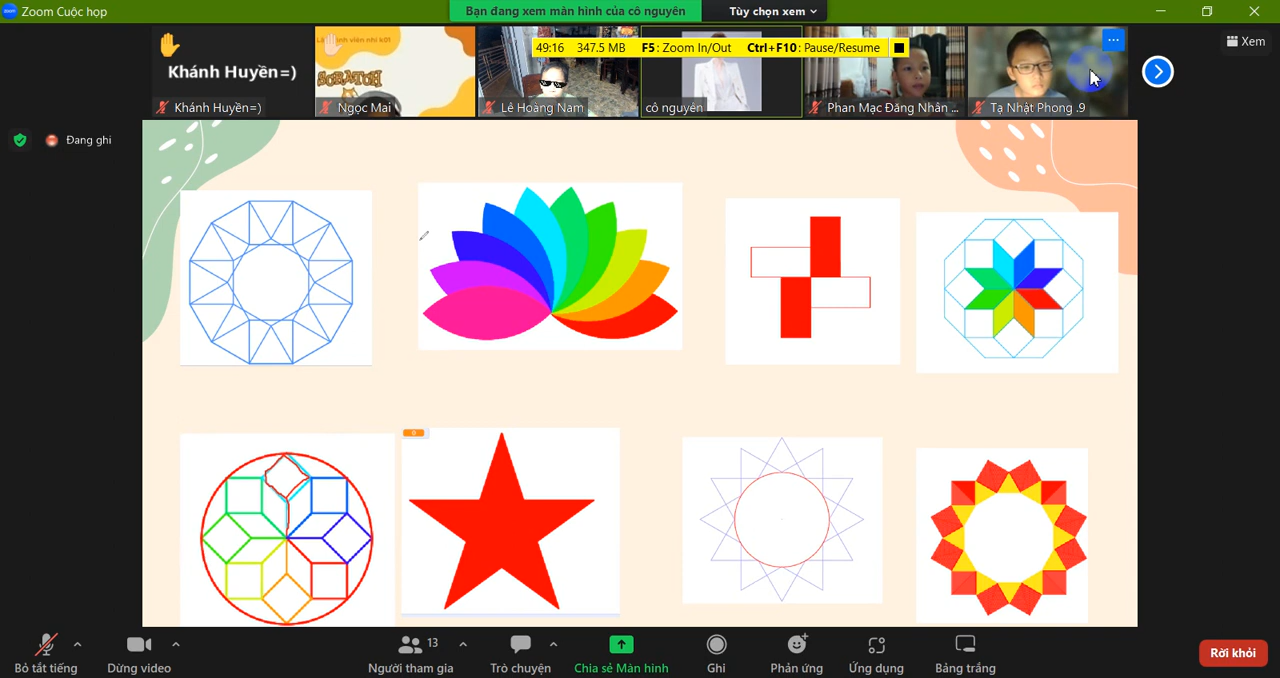 Zoom Cuộc họp
Bạn đang xem màn hình của cô nguyên
Tùy chọn xem
49:16 347.5 MB F5: Zoom In/Out Ctrl+F10: Pause/Resume
Xem
Khánh Huyền=)
Khánh Huyền=)
SCRATCH
Ngọc Mai
Lê Hoàng Nam
cô nguyên
Phan Mạc Đăng Nhân ...
Tạ Nhật Phong .9
Đang ghi
0
Bỏ tắt tiếng
Dừng video
13
Người tham gia
Trò chuyện
Chia sẻ Màn hình
Ghi
Phản ứng
Ứng dụng
Bảng trắng
Rời khỏi